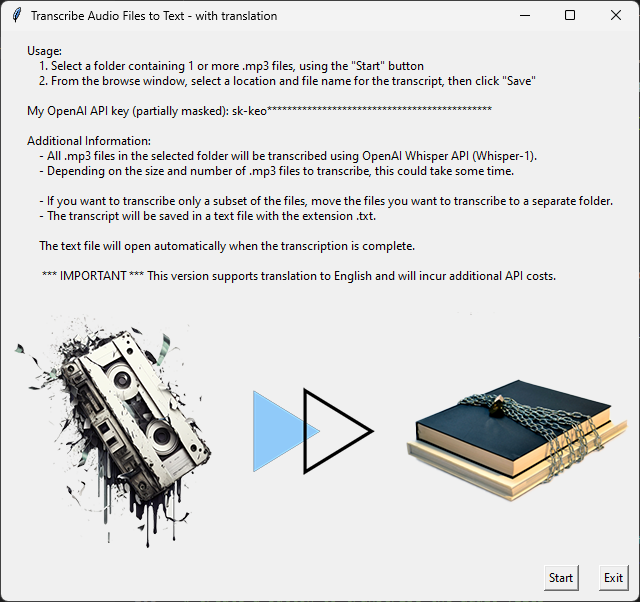 Transcribe Audio Files to Text - with translation
Usage:
1. Select a folder containing 1 or more .mp3 files, using the "Start" button
2. From the browse window, select a location and file name for the transcript, then click "Save"
My OpenAI API key (partially masked): sk-keo*********************************************
Additional Information:
- All .mp3 files in the selected folder will be transcribed using OpenAI Whisper API (Whisper-1).
- Depending on the size and number of .mp3 files to transcribe, this could take some time.
- If you want to transcribe only a subset of the files, move the files you want to transcribe to a separate folder.
- The transcript will be saved in a text file with the extension .txt.
The text file will open automatically when the transcription is complete.
*** IMPORTANT *** This version supports translation to English and will incur additional API costs.
Start Exit